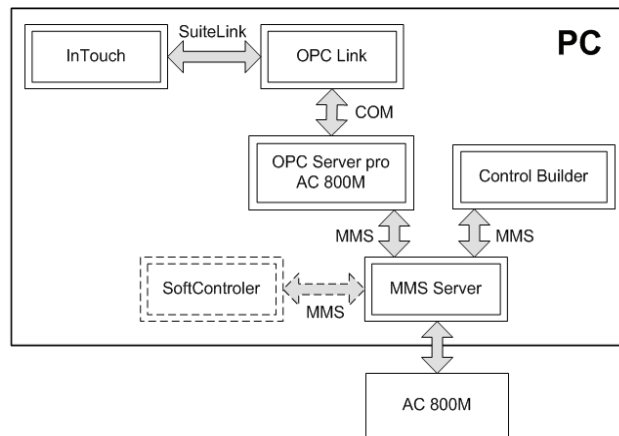 SuiteLink
PC
InTouch
OPC Link
COM
OPC Server pro
AC 800M
Control Builder
MMS
MMS
SoftControler
MMS Server
MMS
AC 800M